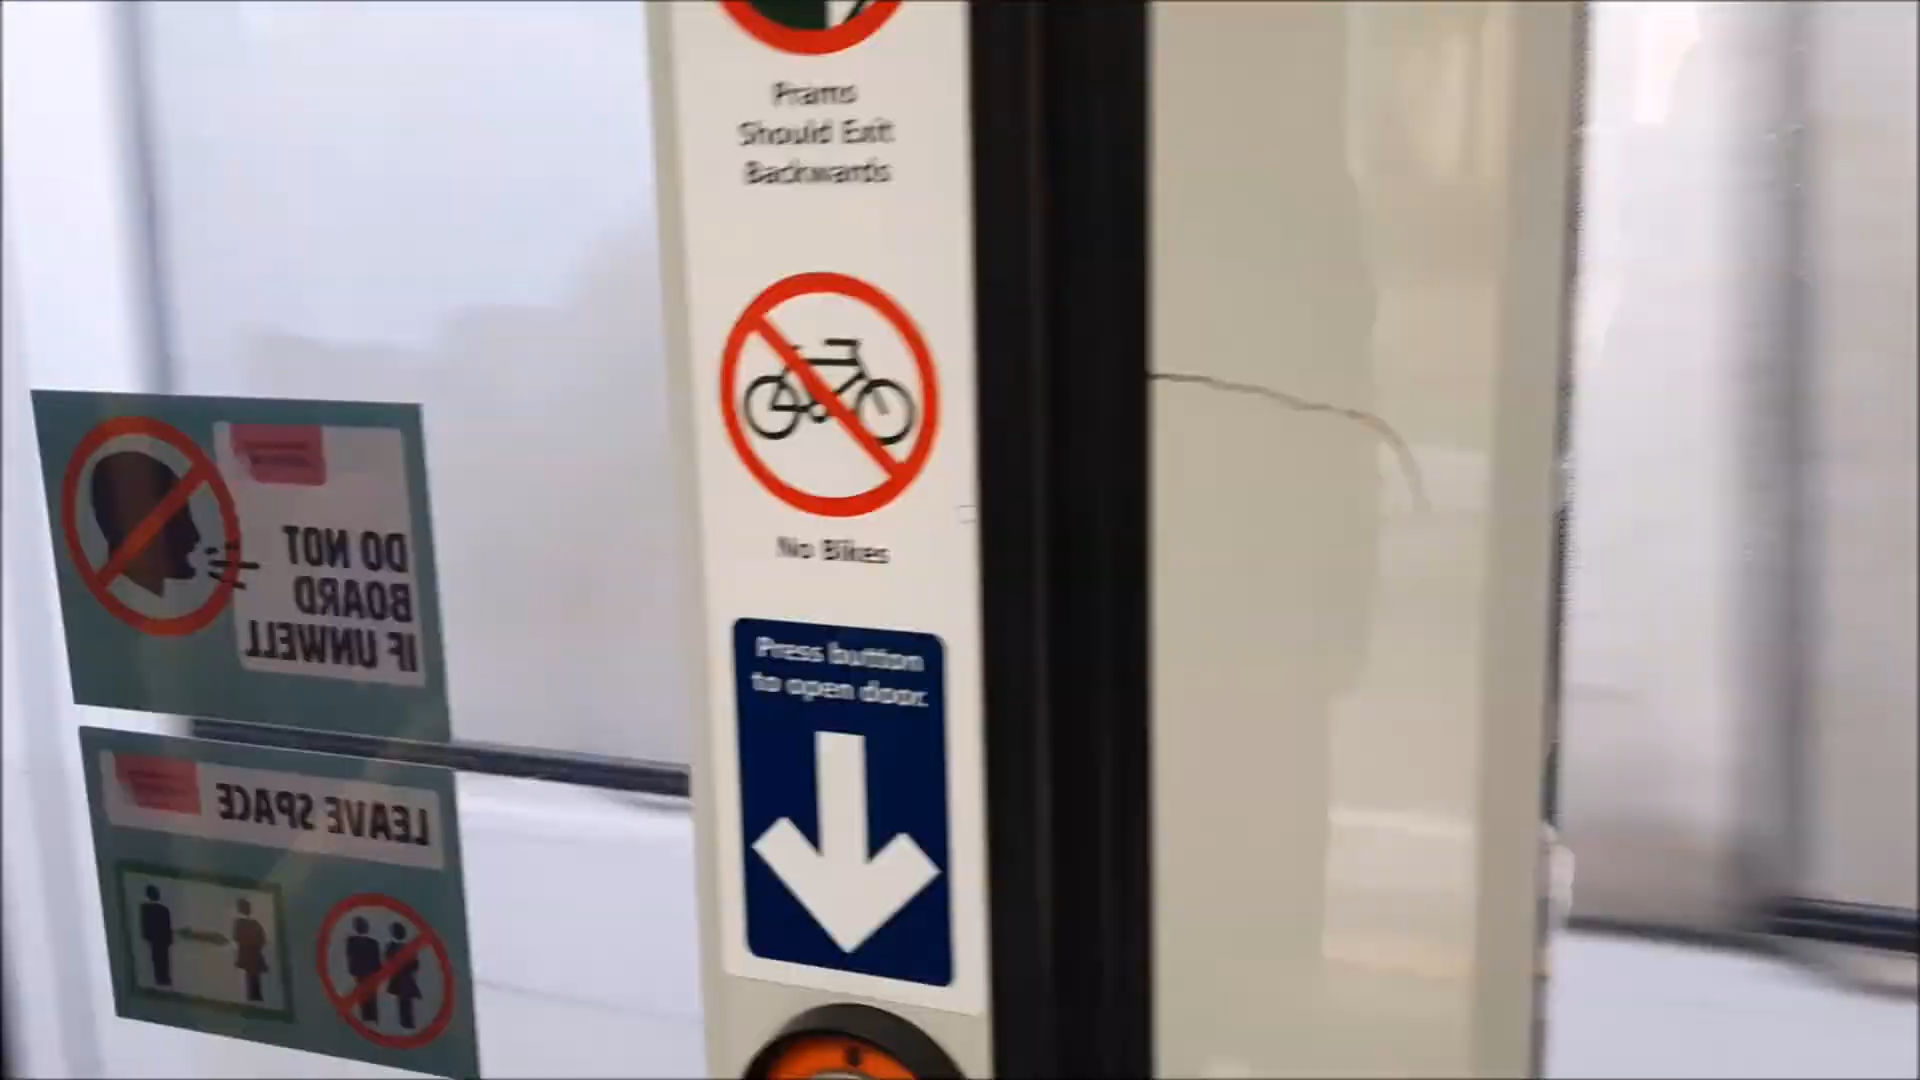 Prams
Should Exit
Backwards
No Bikes
Press button
to open door.
DO NOT
BOARD
IF UNWELL
LEAVE SPACE